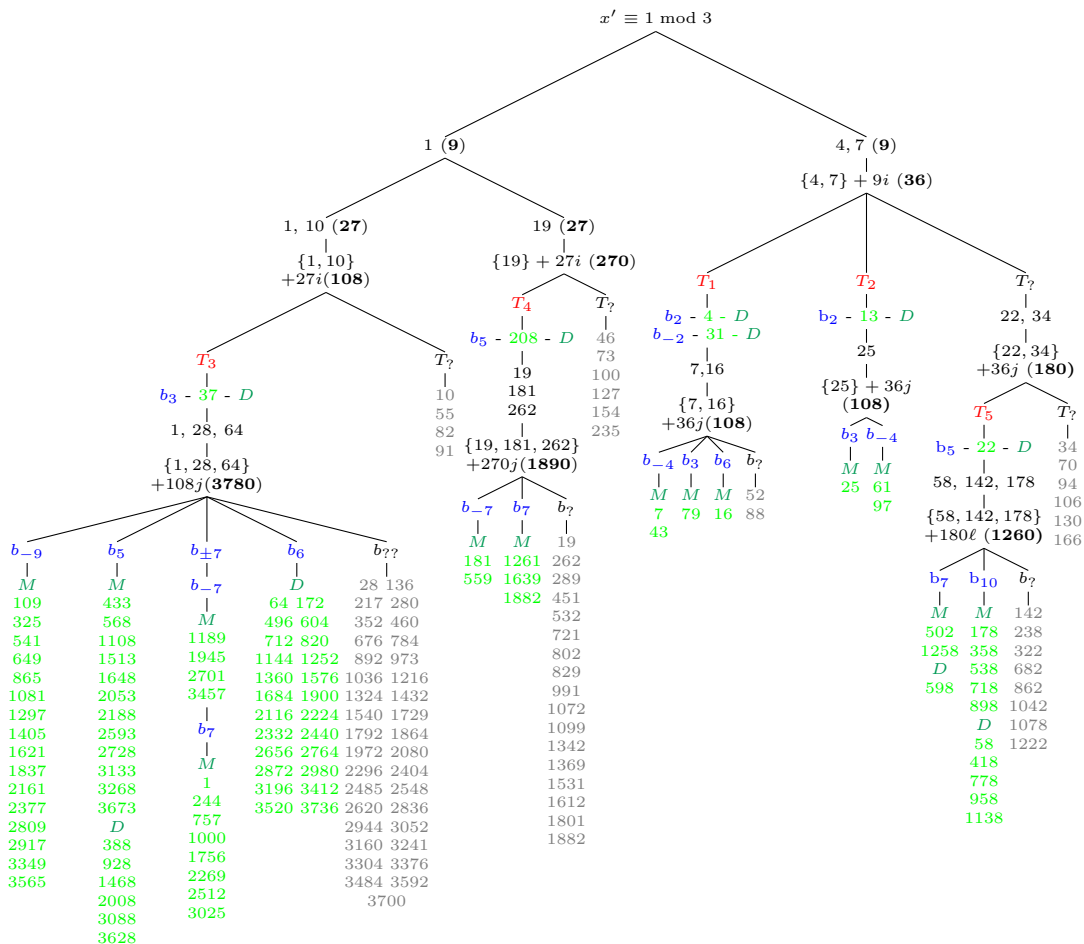 x′ ≡ 1 mod 3
1 (9)
4, 7 (9)
{4, 7} + 9i (36)
1, 10 (27)
19 (27)
{1, 10}
+27i(108)
{19} + 27i (270)
T1
T2
T?
b2 - 4 - D
b−2 - 31 - D
7,16
{7, 16}
+36j(108)
b−4
b3
b6
b?
M
7
43
M
79
M
16
52
88
b2 - 13 - D
25
{25} + 36j
(108)
b3
b−4
M
25
M
61
97
22, 34
{22, 34}
+36j (180)
T5
T?
b5 - 22 - D
58, 142, 178
{58, 142, 178}
+180ℓ (1260)
34
70
94
106
130
166
b7
b10
b?
M
502
1258
D
598
M
178
358
538
718
898
D
58
418
778
958
1138
142
238
322
682
862
1042
1078
1222
T4
T?
b5 - 208 - D
19
181
262
{19, 181, 262}
+270j(1890)
46
73
100
127
154
235
b−7
b7
b?
M
181
559
M
1261
1639
1882
19
262
289
451
532
721
802
829
991
1072
1099
1342
1369
1531
1612
1801
1882
T3
T?
b3 - 37 - D
1, 28, 64
{1, 28, 64}
+108j(3780)
10
55
82
91
b−9
b5
b±7
b6
b??
M
109
325
541
649
865
1081
1297
1405
1621
1837
2161
2377
2809
2917
3349
3565
M
433
568
1108
1513
1648
2053
2188
2593
2728
3133
3268
3673
D
388
928
1468
2008
3088
3628
b−7
M
1189
1945
2701
3457
b7
M
1
244
757
1000
1756
2269
2512
3025
D
64 172
496 604
712 820
1144 1252
1360 1576
1684 1900
2116 2224
2332 2440
2656 2764
2872 2980
3196 3412
3520 3736
28 136
217 280
352 460
676 784
892 973
1036 1216
1324 1432
1540 1729
1792 1864
1972 2080
2296 2404
2485 2548
2620 2836
2944 3052
3160 3241
3304 3376
3484 3592
3700